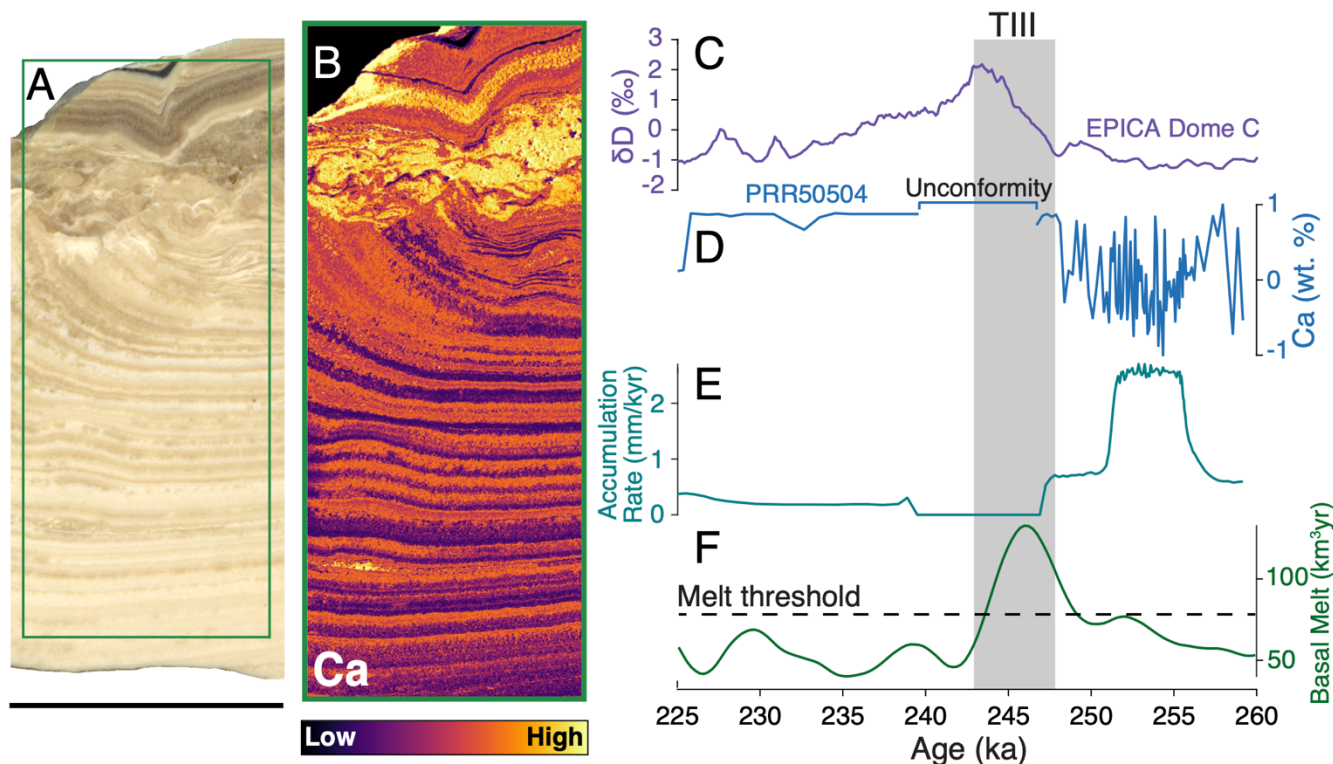 A
B
Ca
Low
High
TIII
C
3
2
1
0
-1
-2
δD (‰)
EPICA Dome C
PRR50504
Unconformity
D
1
0
-1
Ca (wt. %)
E
2
1
0
Accumulation
Rate (mm/kyr)
F
Melt threshold
100
50
Basal Melt (km³yr)
225
230
235
240
245
250
255
260
Age (ka)